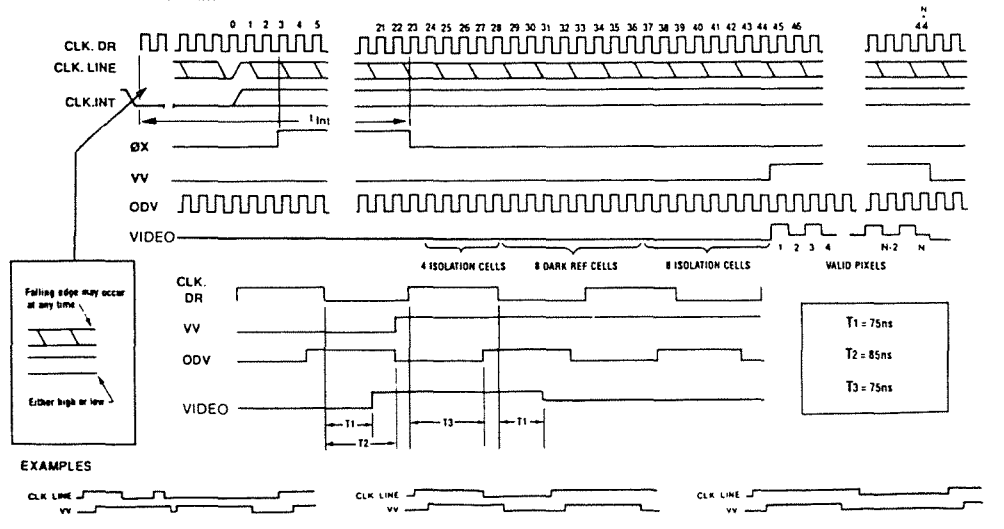 0 1 2 3 4 5 21 22 23 24 25 26 27 28 29 30 31 32 33 34 35 36 37 38 39 40 41 42 43 44 45 46 N + 44
CLK. DR
CLK. LINE
CLK.INT
t Int
ØX
VV
ODV
VIDEO
1 2 3 4 N-2 N
4 ISOLATION CELLS 8 DARK REF CELLS 8 ISOLATION CELLS VALID PIXELS
Falling edge may occur
at any time
Either high or low
CLK.
DR
VV
ODV
VIDEO
T1 T3 T1
T2
T1 = 75ns
T2 = 85ns
T3 = 75ns
EXAMPLES
CLK LINE CLK LINE CLK LINE
VV VV VV